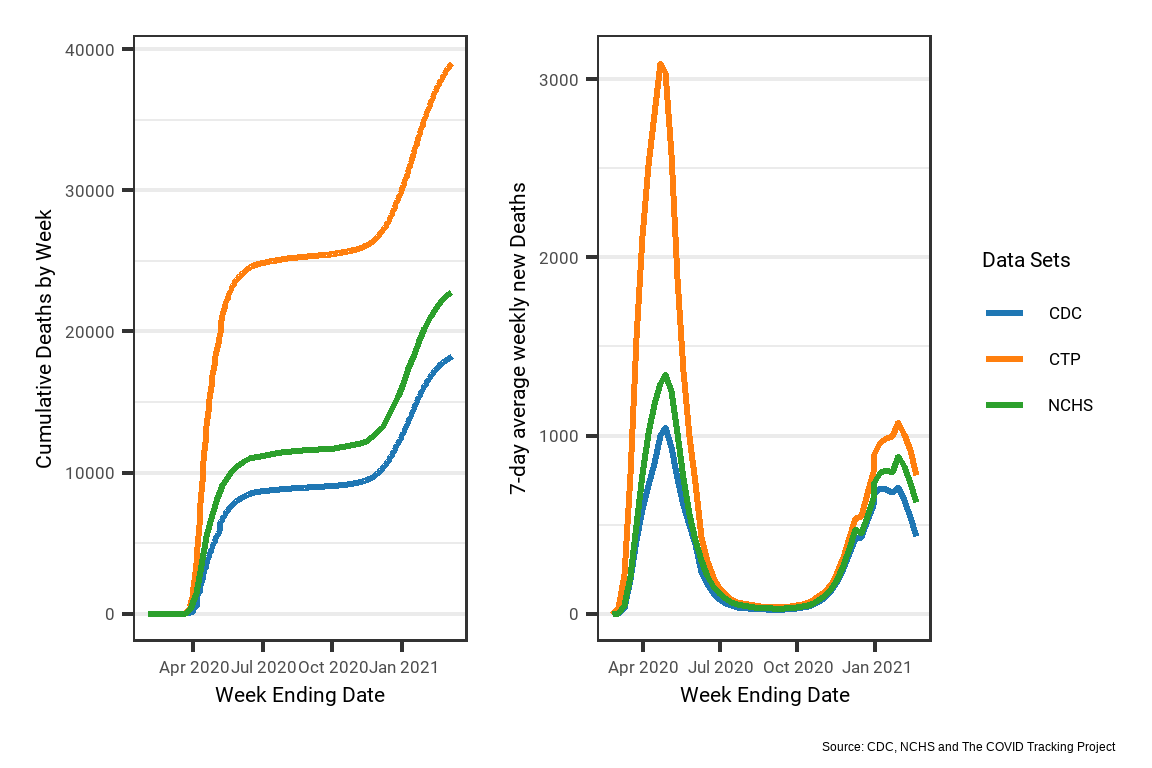 Cumulative Deaths by Week
40000
30000
20000
10000
0
Apr 2020 Jul 2020 Oct 2020 Jan 2021
Week Ending Date
7-day average weekly new Deaths
3000
2000
1000
0
Apr 2020 Jul 2020 Oct 2020 Jan 2021
Week Ending Date
Data Sets
CDC
CTP
NCHS
Source: CDC, NCHS and The COVID Tracking Project